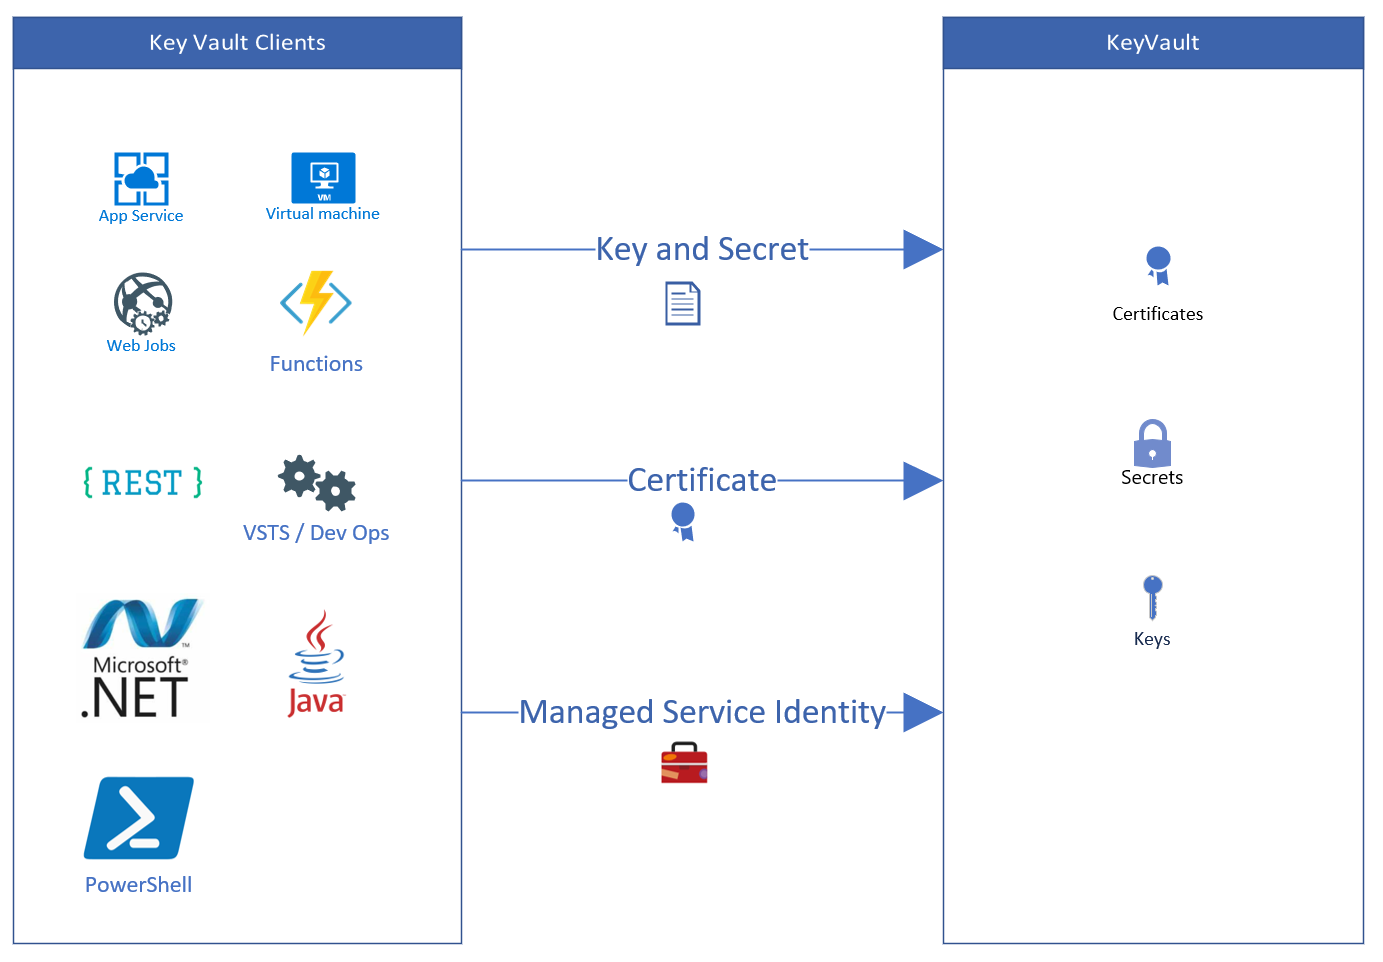 Key Vault Clients
App Service
VM
Virtual machine
Web Jobs
Functions
{ REST }
VSTS / Dev Ops
Microsoft®
.NET
™
Java
PowerShell
Key and Secret
Certificate
Managed Service Identity
KeyVault
Certificates
Secrets
Keys